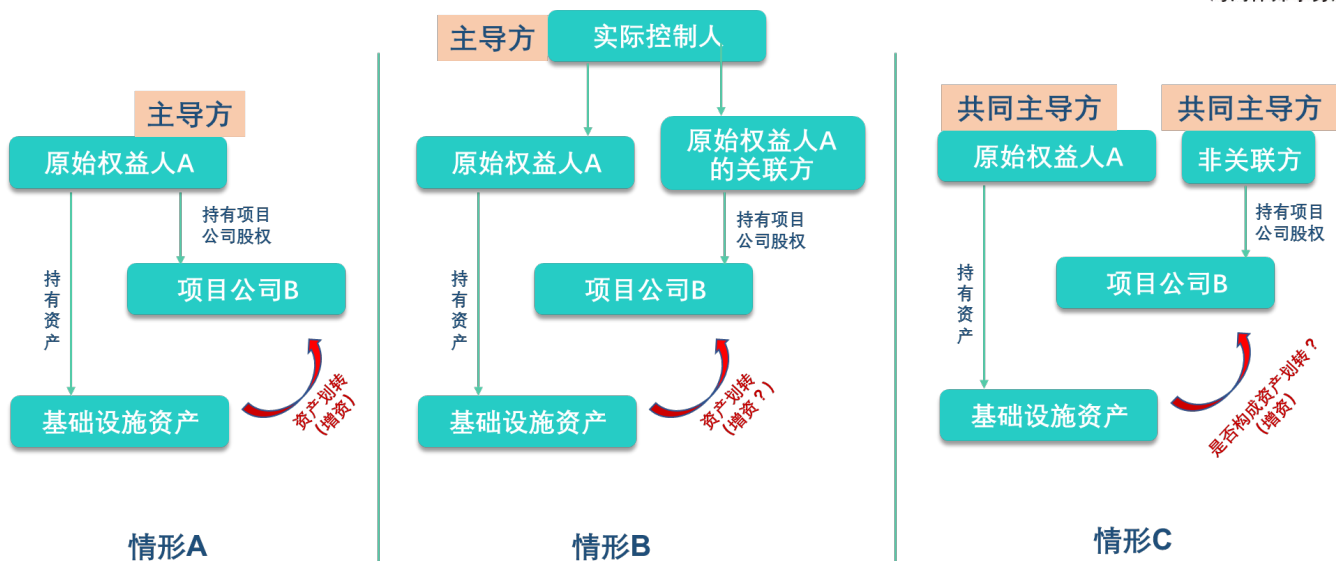 主导方
原始权益人A
持有项目
公司股权
持
有
资
产
项目公司B
资产划转
(增资)
基础设施资产
情形A
主导方
实际控制人
原始权益人A
原始权益人A
的关联方
持有项目
公司股权
持
有
资
产
项目公司B
资产划转
(增资？)
基础设施资产
情形B
共同主导方
共同主导方
原始权益人A
非关联方
持有项目
公司股权
持
有
资
产
项目公司B
是否构成资产划转？
(增资)
基础设施资产
情形C